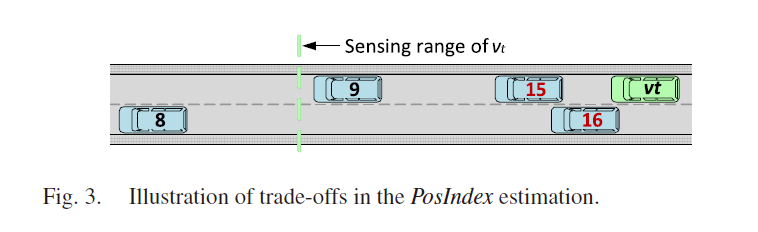 Sensing range of vt
9
15
vt
8
16
Fig. 3. Illustration of trade-offs in the PosIndex estimation.